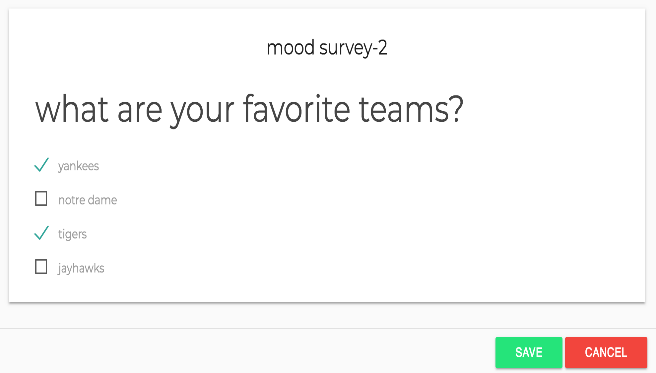 mood survey-2
what are your favorite teams?
yankees
notre dame
tigers
jayhawks
SAVE CANCEL